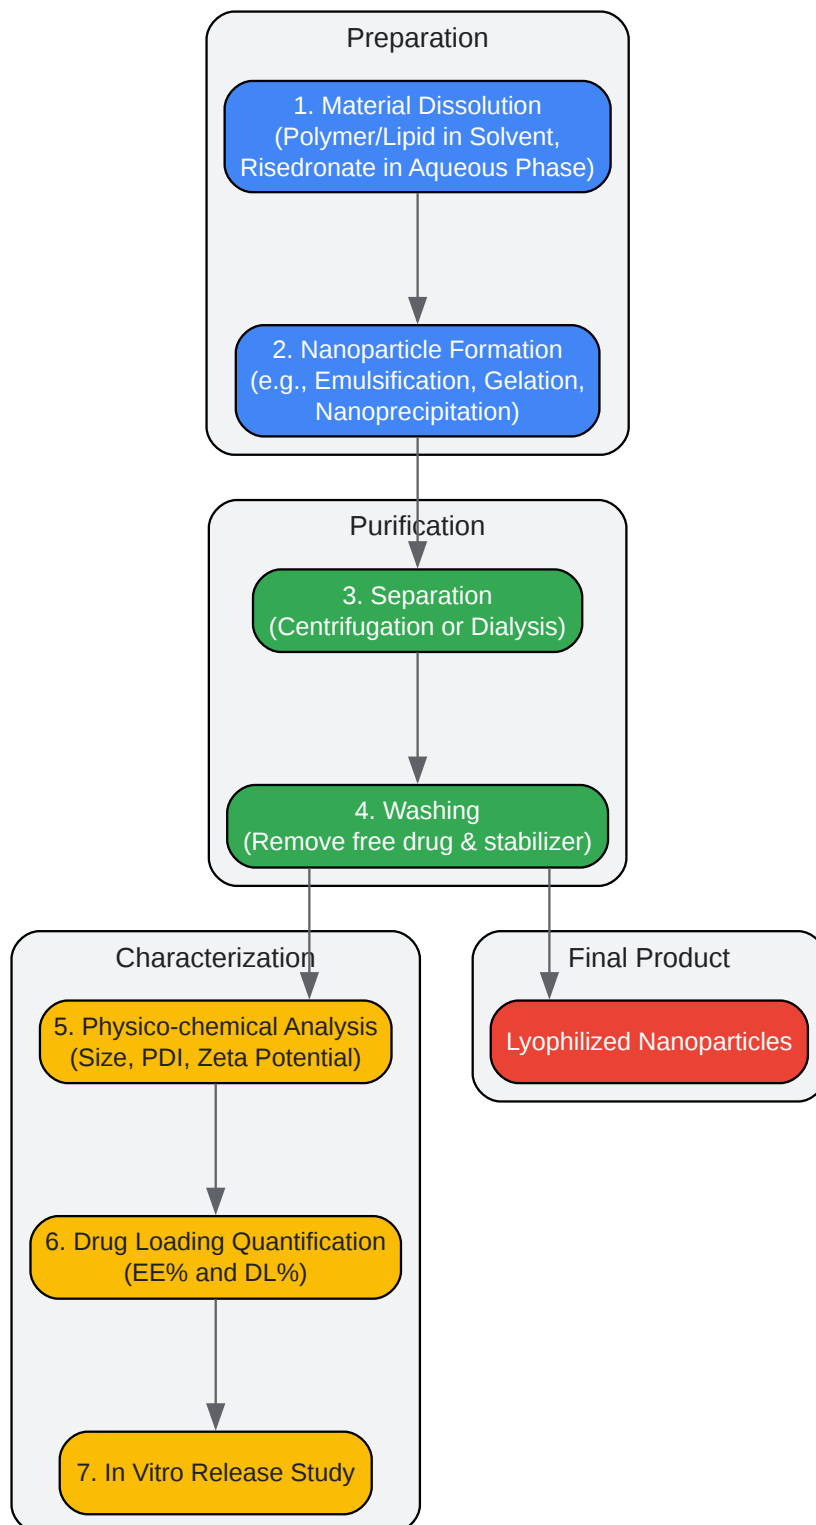 Preparation
1. Material Dissolution
(Polymer/Lipid in Solvent,
Risedronate in Aqueous Phase)
2. Nanoparticle Formation
(e.g., Emulsification, Gelation,
Nanoprecipitation)
Purification
3. Separation
(Centrifugation or Dialysis)
4. Washing
(Remove free drug & stabilizer)
Characterization
5. Physico-chemical Analysis
(Size, PDI, Zeta Potential)
6. Drug Loading Quantification
(EE% and DL%)
7. In Vitro Release Study
Final Product
Lyophilized Nanoparticles